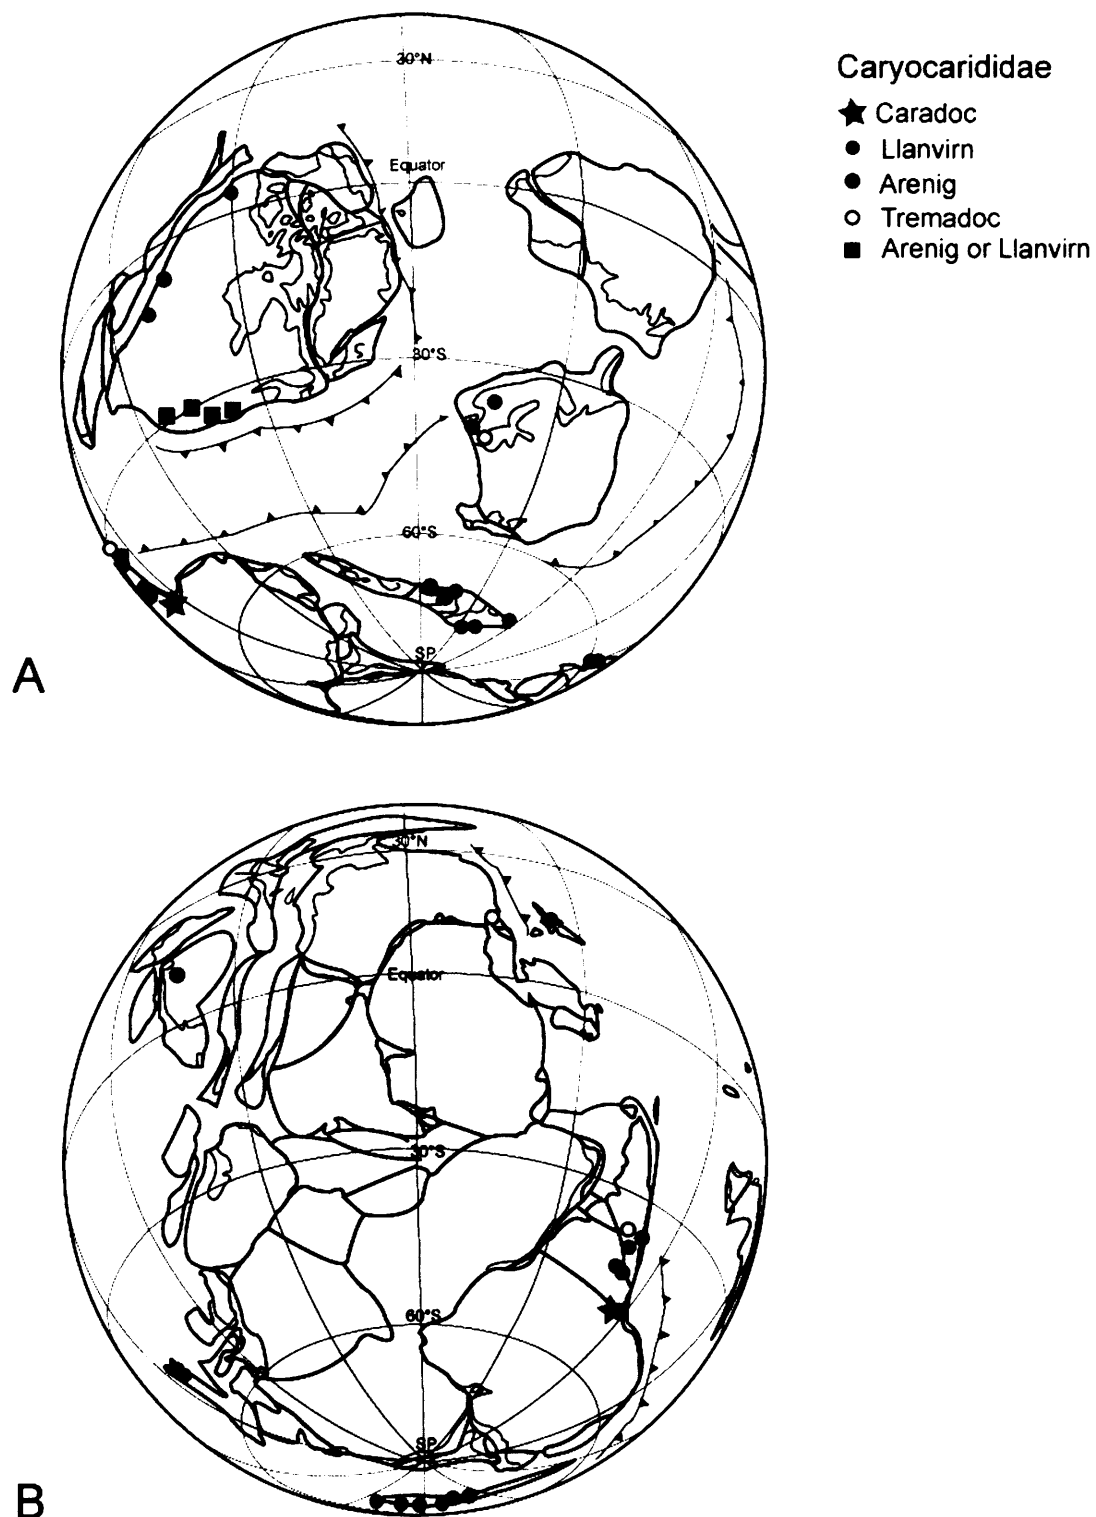 30°N
Caryocarididae
Caradoc
Equator
Llanvirn
Arenig
Tremadoc
Arenig or Llanvirn
30°S
60°S
SP
A
30°N
Equator
30°S
60°S
SP
B